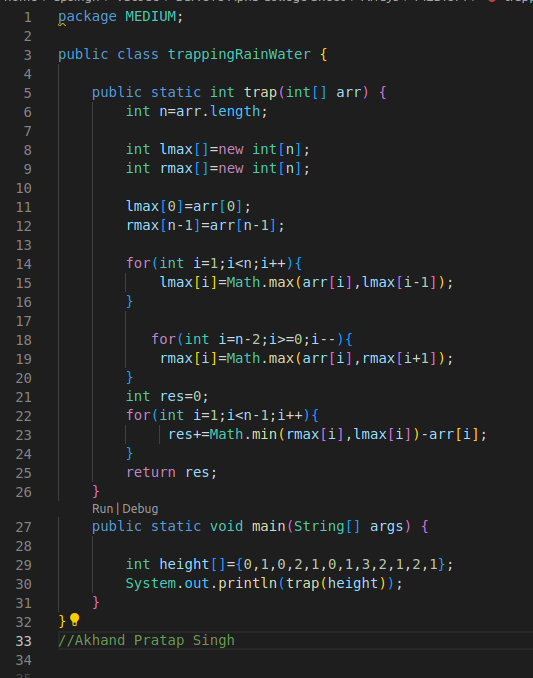 1 package MEDIUM;
2
3 public class trappingRainWater {
4
5 public static int trap(int[] arr) {
6 int n=arr.length;
7
8 int lmax[]=new int[n];
9 int rmax[]=new int[n];
10
11 lmax[0]=arr[0];
12 rmax[n-1]=arr[n-1];
13
14 for(int i=1;i<n;i++){
15 lmax[i]=Math.max(arr[i],lmax[i-1]);
16 }
17
18 for(int i=n-2;i>=0;i--){
19 rmax[i]=Math.max(arr[i],rmax[i+1]);
20 }
21 int res=0;
22 for(int i=1;i<n-1;i++){
23 res+=Math.min(rmax[i],lmax[i])-arr[i];
24 }
25 return res;
26 }
Run | Debug
27 public static void main(String[] args) {
28
29 int height[]={0,1,0,2,1,0,1,3,2,1,2,1};
30 System.out.println(trap(height));
31 }
32 }
33 //Akhand Pratap Singh
34